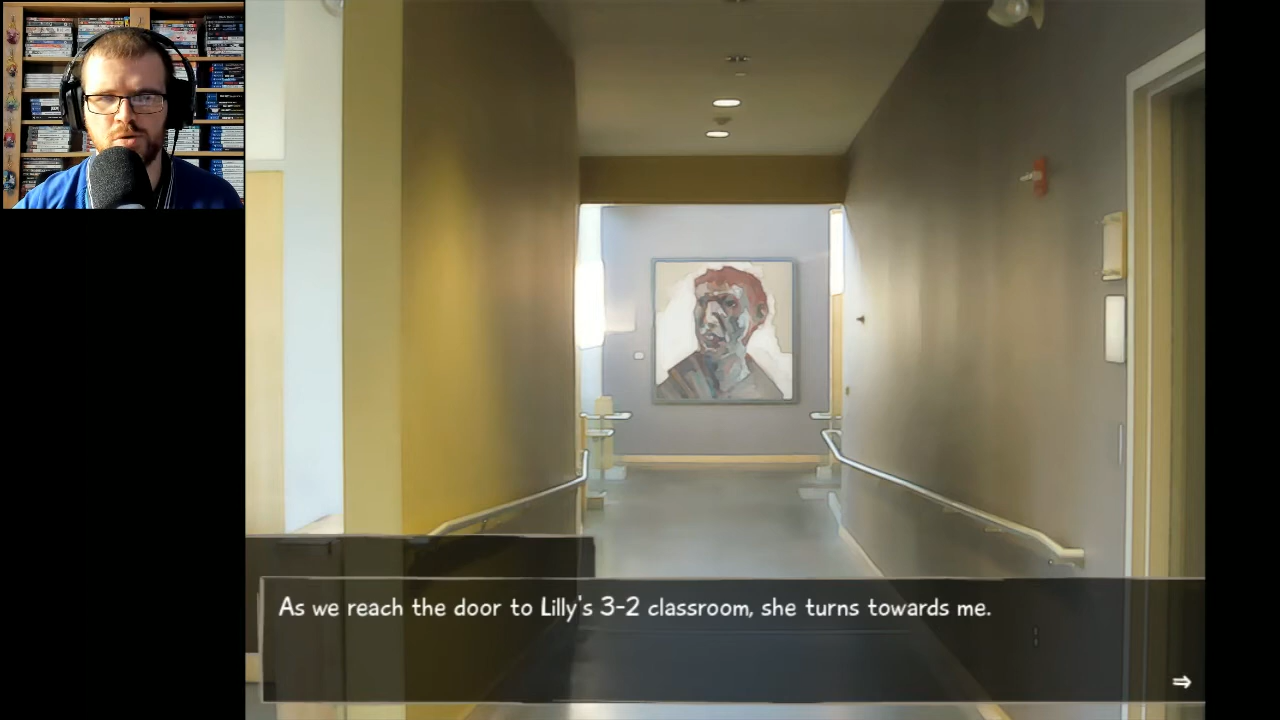 As we reach the door to Lilly's 3-2 classroom, she turns towards me.